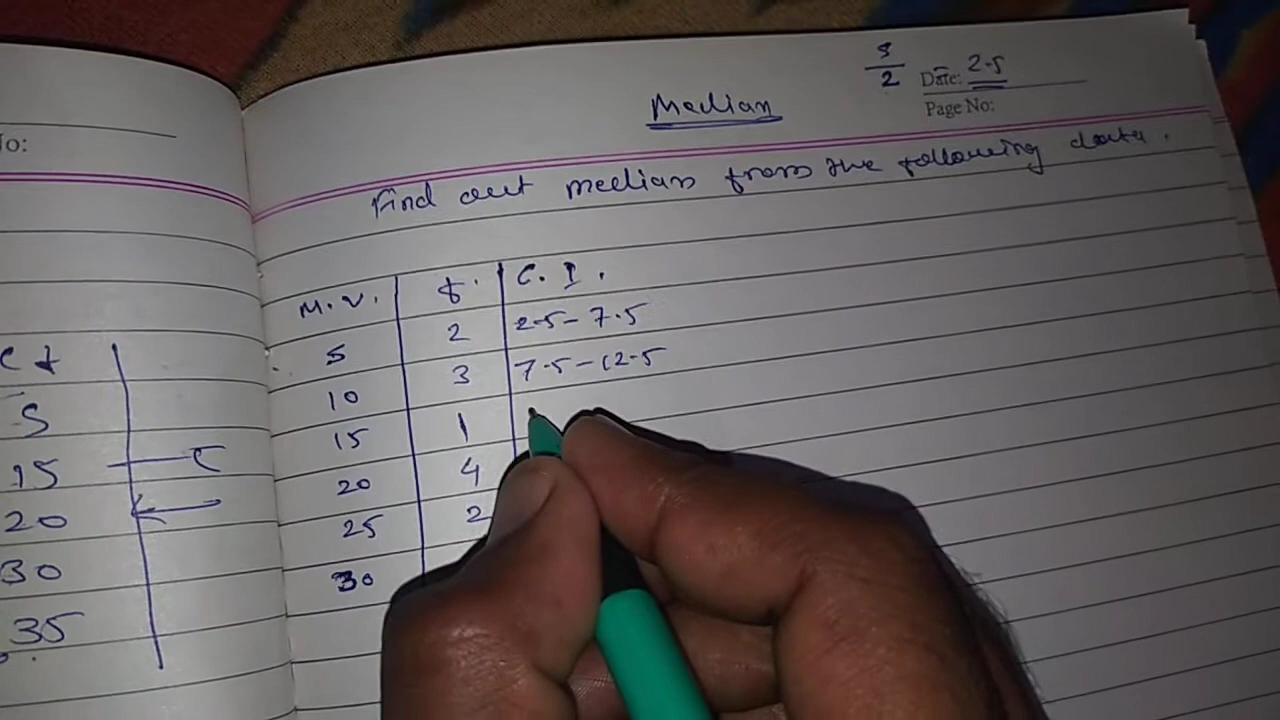 No:
cf
5
15
20
30
35
5/2
Date: 2.5
Page No:
Median
Find out median from the following data.
M.V. f. C.I.
5 2 2.5-7.5
10 3 7.5-12.5
15 1
20 4
25 2
30